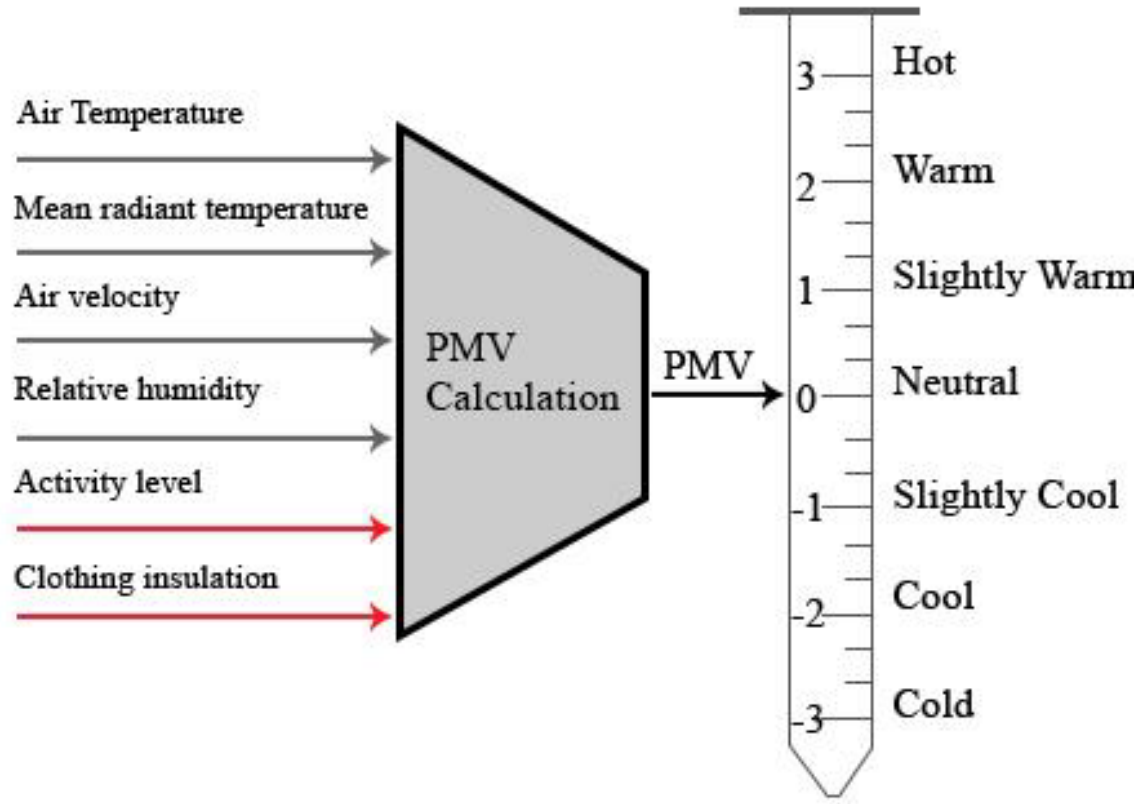 Air Temperature
Mean radiant temperature
Air velocity
Relative humidity
Activity level
Clothing insulation
PMV
Calculation
PMV
3 Hot
2 Warm
1 Slightly Warm
0 Neutral
-1 Slightly Cool
-2 Cool
-3 Cold